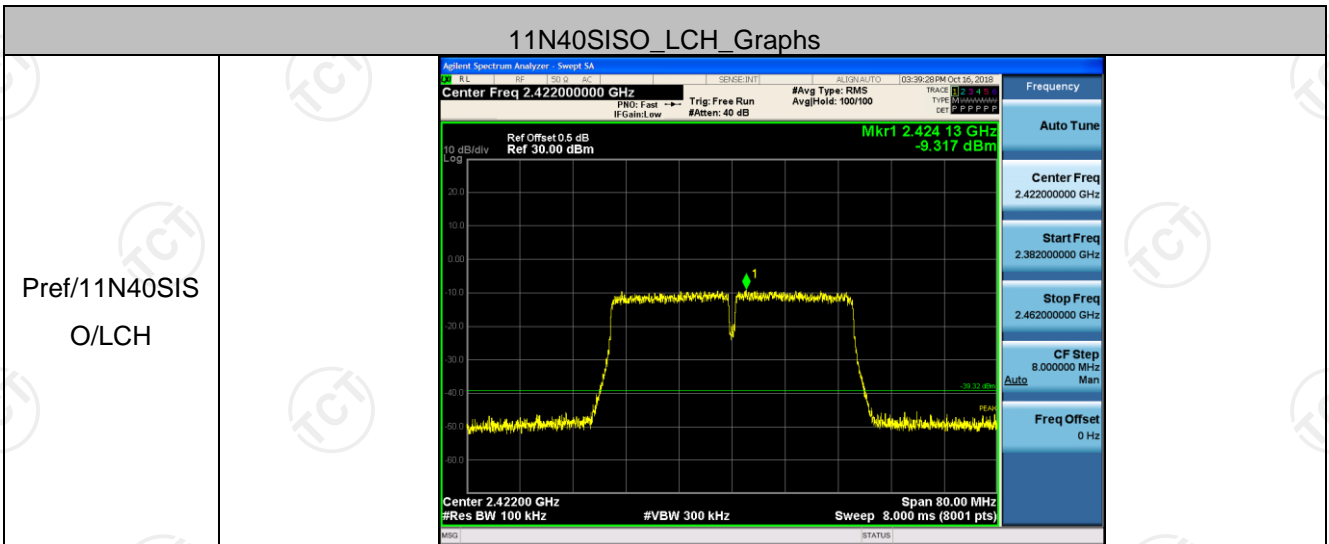 11N40SISO_LCH_Graphs
Pref/11N40SIS
O/LCH
Agilent Spectrum Analyzer - Swept SA
RL RF 50 Ω AC SENSE:INT ALIGN AUTO 03:39:28 PM Oct 16, 2018
Center Freq 2.422000000 GHz
PNO: Fast
IFGain:Low
Trig: Free Run
#Atten: 40 dB
#Avg Type: RMS
Avg|Hold: 100/100
TRACE 1 2 3 4 5 6
TYPE M
DET P P P P P P
Mkr1 2.424 13 GHz
-9.317 dBm
Ref Offset 0.5 dB
10 dB/div Ref 30.00 dBm
Log
20.0
10.0
0.00
-10.0
-20.0
-30.0
-40.0
-50.0
-60.0
1
-39.32 dBm
PEAK
Center 2.42200 GHz
#Res BW 100 kHz
#VBW 300 kHz
Span 80.00 MHz
Sweep 8.000 ms (8001 pts)
MSG STATUS
Frequency
Auto Tune
Center Freq
2.422000000 GHz
Start Freq
2.382000000 GHz
Stop Freq
2.462000000 GHz
CF Step
8.000000 MHz
Auto Man
Freq Offset
0 Hz
TCT
TCT
TCT
TCT